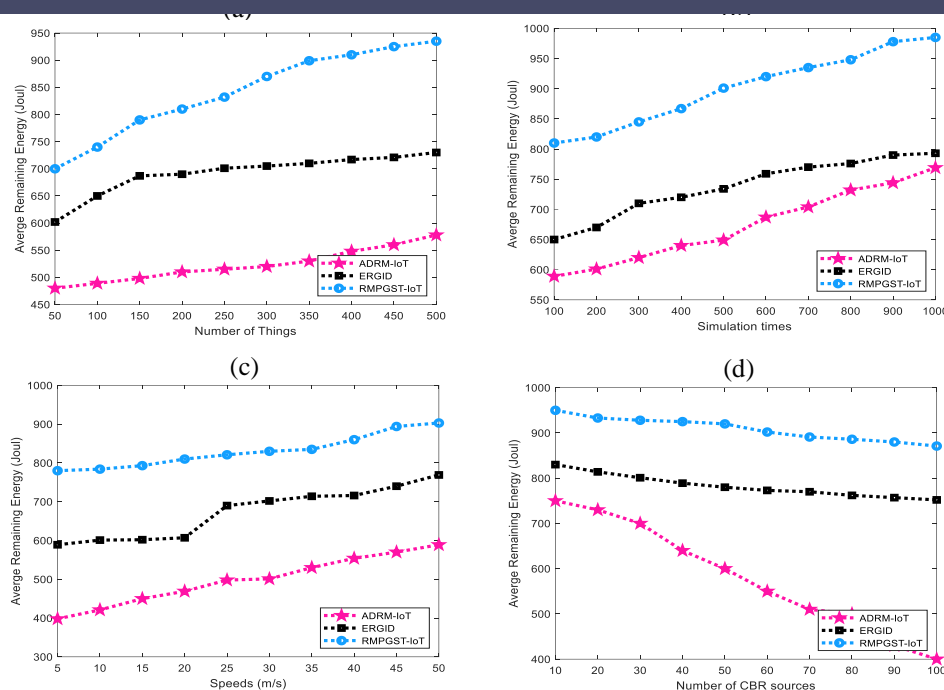 (a)
950
900
850
800
750
700
650
600
550
500
450
50 100 150 200 250 300 350 400 450 500
Averge Remaining Energy (Joul)
Number of Things
ADRM-IoT
ERGID
RMPGST-IoT
1000
950
900
850
800
750
700
650
600
550
100 200 300 400 500 600 700 800 900 1000
Averge Remaining Energy (Joul)
Simulation times
ADRM-IoT
ERGID
RMPGST-IoT
(c)
1000
900
800
700
600
500
400
300
5 10 15 20 25 30 35 40 45 50
Averge Remaining Energy (Joul)
Speeds (m/s)
ADRM-IoT
ERGID
RMPGST-IoT
(d)
1000
900
800
700
600
500
400
10 20 30 40 50 60 70 80 90 100
Averge Remaining Energy (Joul)
Number of CBR sources
ADRM-IoT
ERGID
RMPGST-IoT